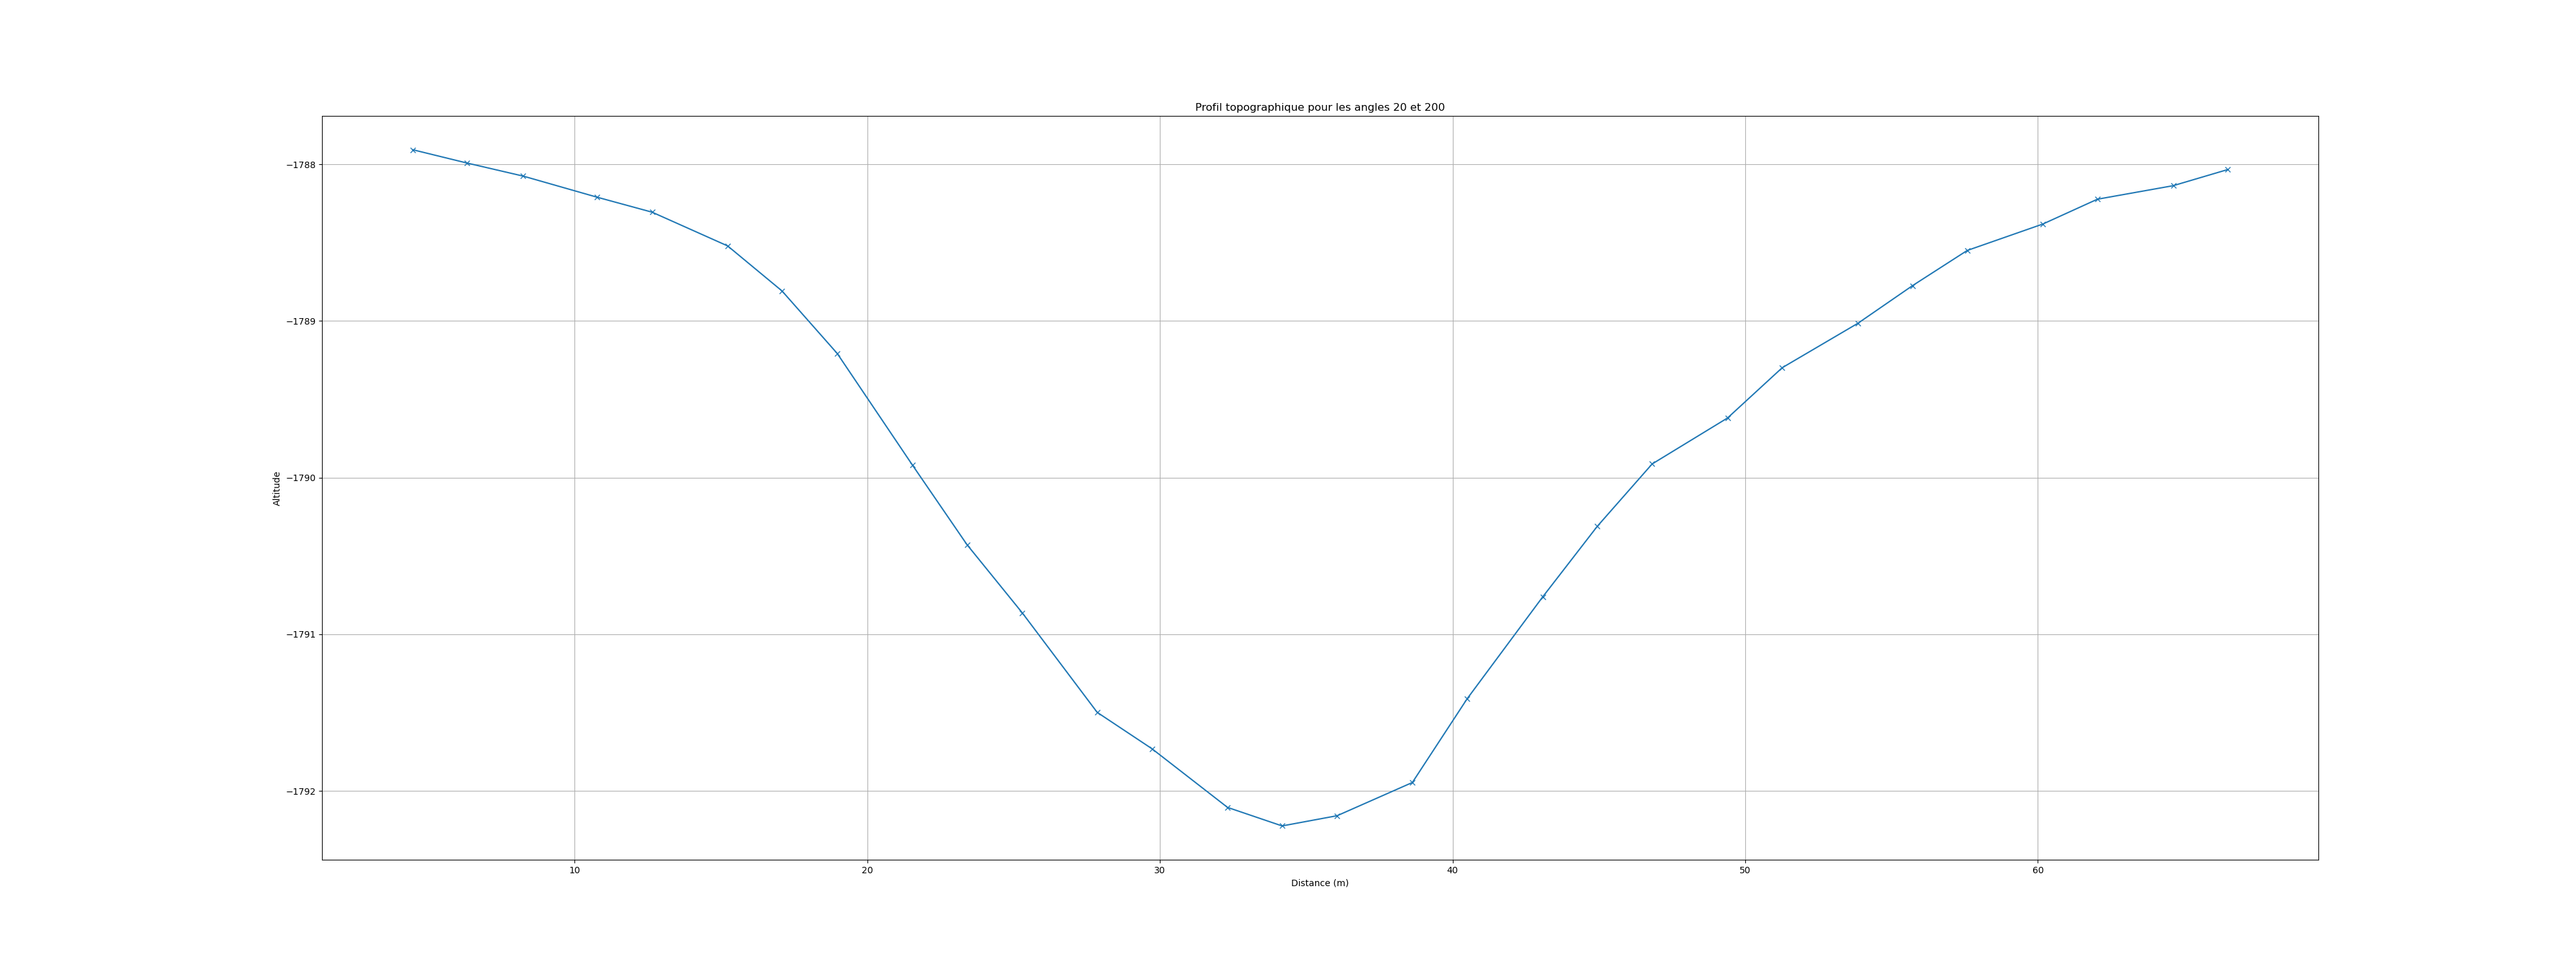 Profil topographique pour les angles 20 et 200
Altitude
−1788
−1789
−1790
−1791
−1792
10 20 30 40 50 60
Distance (m)